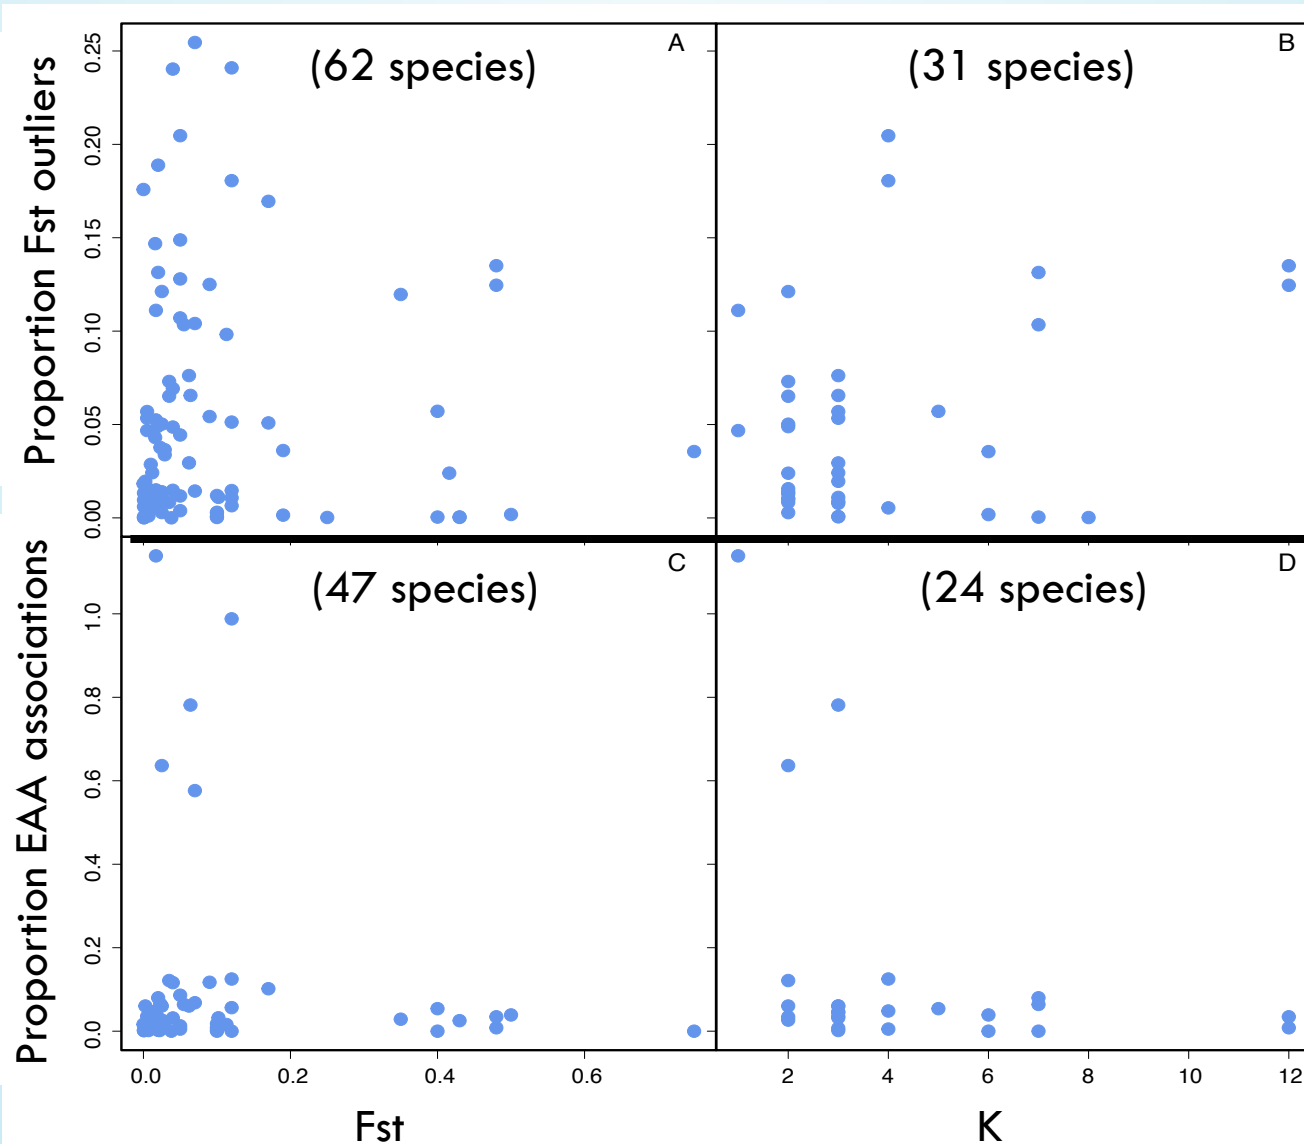 A
(62 species)
Proportion Fst outliers
0.25
0.20
0.15
0.10
0.05
0.00
B
(31 species)
C
(47 species)
Proportion EAA associations
1.0
0.8
0.6
0.4
0.2
0.0
D
(24 species)
0.0 0.2 0.4 0.6
2 4 6 8 10 12
Fst
K